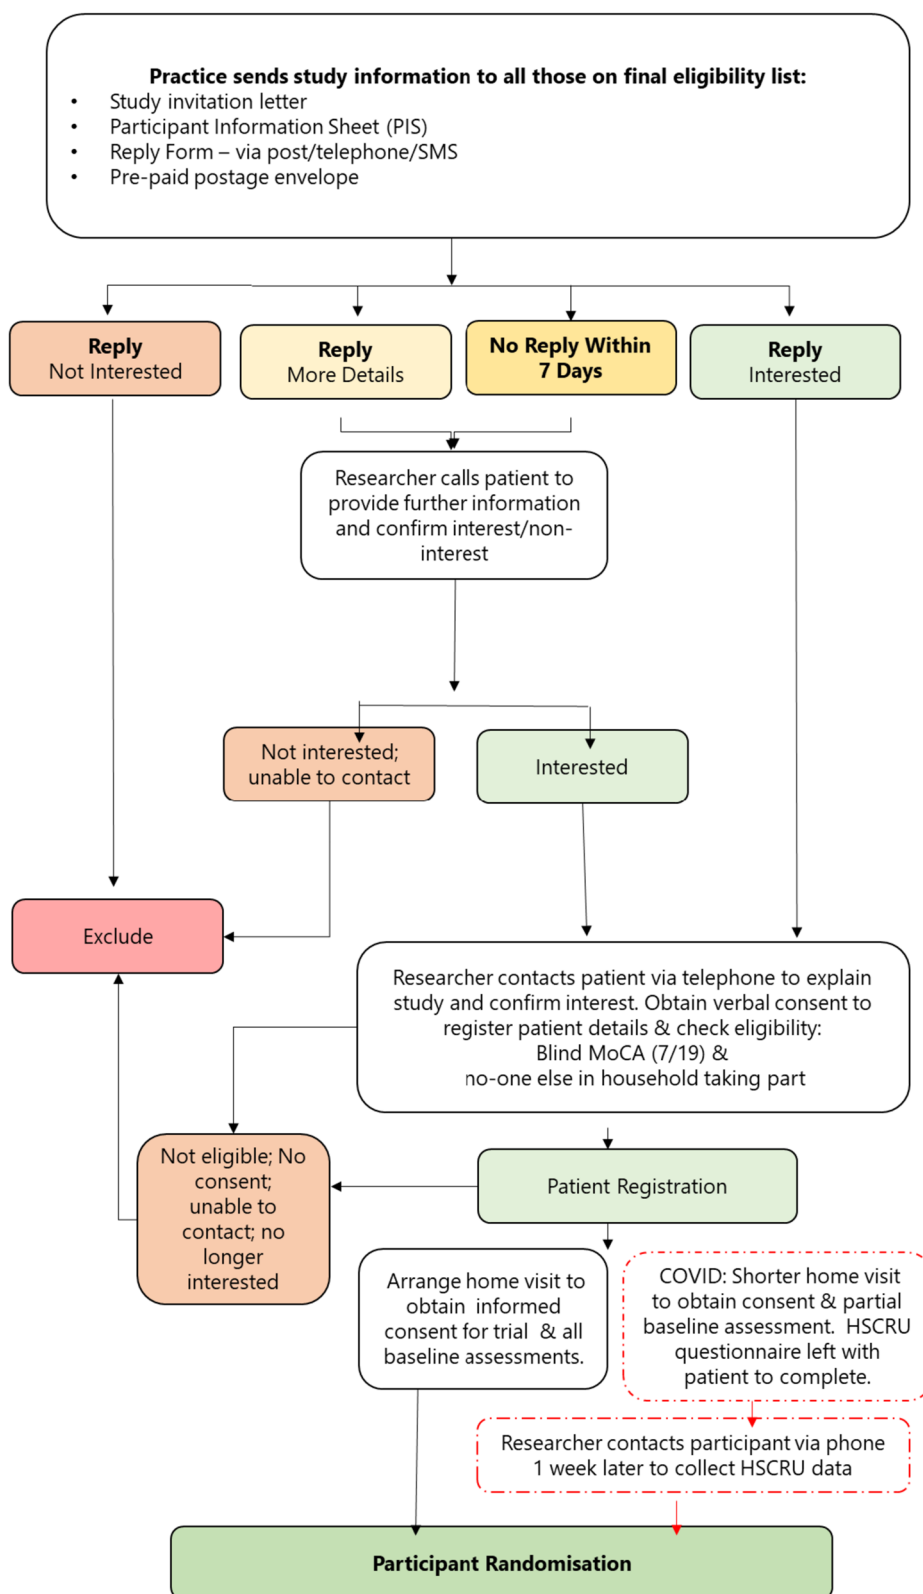 Practice sends study information to all those on final eligibility list:
• Study invitation letter
• Participant Information Sheet (PIS)
• Reply Form – via post/telephone/SMS
• Pre-paid postage envelope
Reply
Not Interested
Reply
More Details
No Reply Within
7 Days
Reply
Interested
Researcher calls patient to
provide further information
and confirm interest/non-
interest
Not interested;
unable to contact
Interested
Exclude
Researcher contacts patient via telephone to explain
study and confirm interest. Obtain verbal consent to
register patient details & check eligibility:
Blind MoCA (7/19) &
no-one else in household taking part
Not eligible; No
consent;
unable to
contact; no
longer
interested
Patient Registration
Arrange home visit to
obtain informed
consent for trial & all
baseline assessments.
COVID: Shorter home visit
to obtain consent & partial
baseline assessment. HSCRU
questionnaire left with
patient to complete.
Researcher contacts participant via phone
1 week later to collect HSCRU data
Participant Randomisation